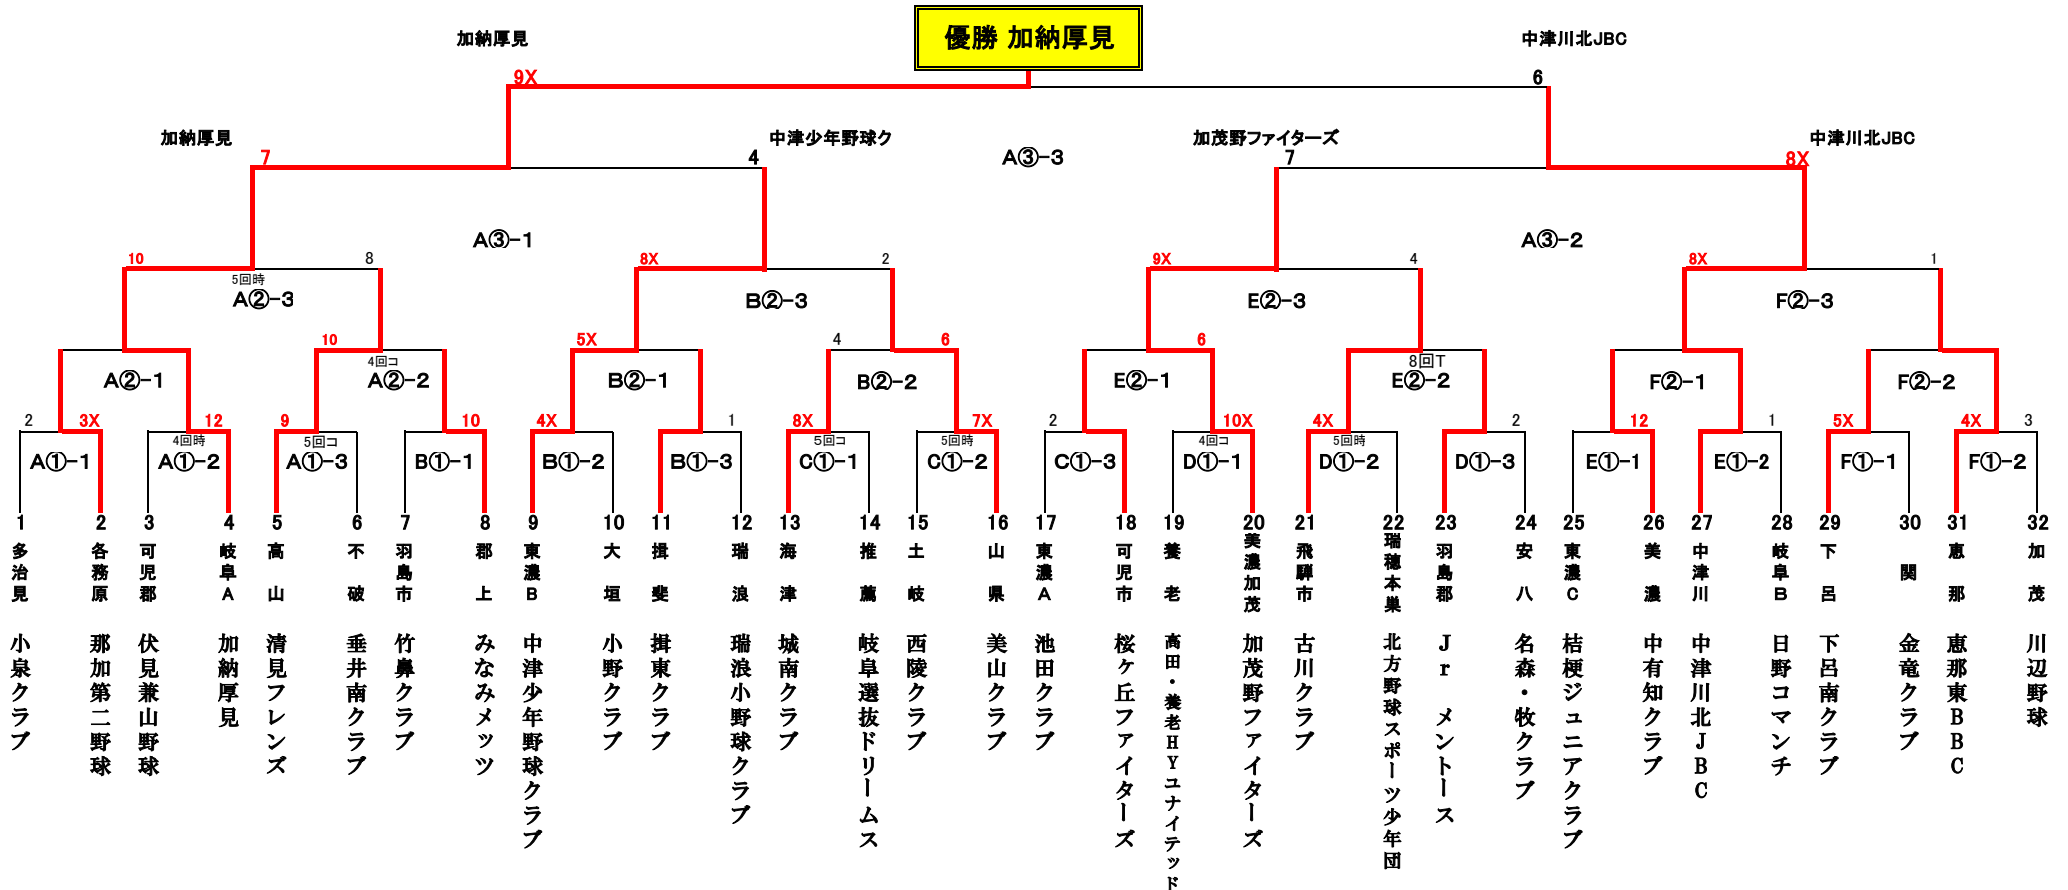 優勝 加納厚見
加納厚見
中津川北JBC
9X
6
加納厚見
中津少年野球ク
加茂野ファイターズ
中津川北JBC
7
4
A③-3
7
8X
A③-1
A③-2
10
8
8X
2
9X
4
8X
1
5回時
A②-3
B②-3
E②-3
F②-3
10
5X
4
6
6
4回コ
8回T
A②-1
A②-2
B②-1
B②-2
E②-1
E②-2
F②-1
F②-2
2
3X
12
9
10
4X
1
8X
7X
2
10X
4X
2
12
1
5X
4X
3
4回時
5回コ
5回コ
5回時
4回コ
5回時
A①-1
A①-2
A①-3
B①-1
B①-2
B①-3
C①-1
C①-2
C①-3
D①-1
D①-2
D①-3
E①-1
E①-2
F①-1
F①-2
1
2
3
4
5
6
7
8
9
10
11
12
13
14
15
16
17
18
19
20
21
22
23
24
25
26
27
28
29
30
31
32
多治見
各務原
可児郡
岐阜A
高山
不破
羽島市
郡上
東濃B
大垣
揖斐
瑞浪
海津
推薦
土岐
山県
東濃A
可児市
養老
美濃加茂
飛騨市
瑞穂本巣
羽島郡
安八
東濃C
美濃
中津川
岐阜B
下呂
関
恵那
加茂
小泉クラブ
那加第二野球
伏見兼山野球
加納厚見
清見フレンズ
垂井南クラブ
竹鼻クラブ
みなみメッツ
中津少年野球クラブ
小野クラブ
揖東クラブ
瑞浪小野球クラブ
城南クラブ
岐阜選抜ドリームス
西陵クラブ
美山クラブ
池田クラブ
桜ヶ丘ファイターズ
高田・養老HYユナイテッド
加茂野ファイターズ
古川クラブ
北方野球スポーツ少年団
Jr メントース
名森・牧クラブ
桔梗ジュニアクラブ
中有知クラブ
中津川北JBC
日野コマンチ
下呂南クラブ
金竜クラブ
恵那東BBC
川辺野球